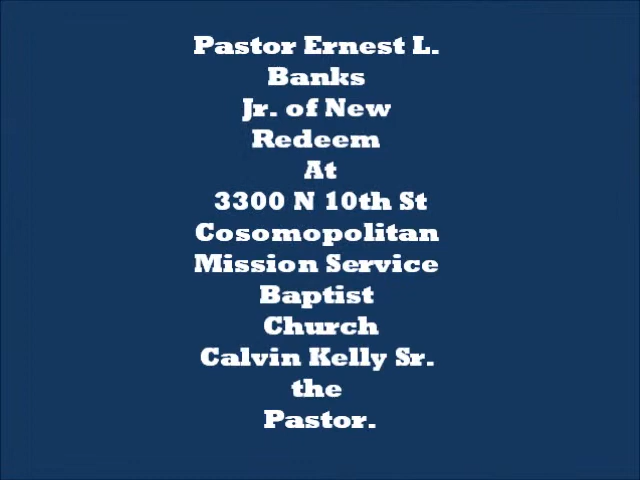 Pastor Ernest L.
Banks
Jr. of New
Redeem
At
3300 N 10th St
Cosomopolitan
Mission Service
Baptist
Church
Calvin Kelly Sr.
the
Pastor.